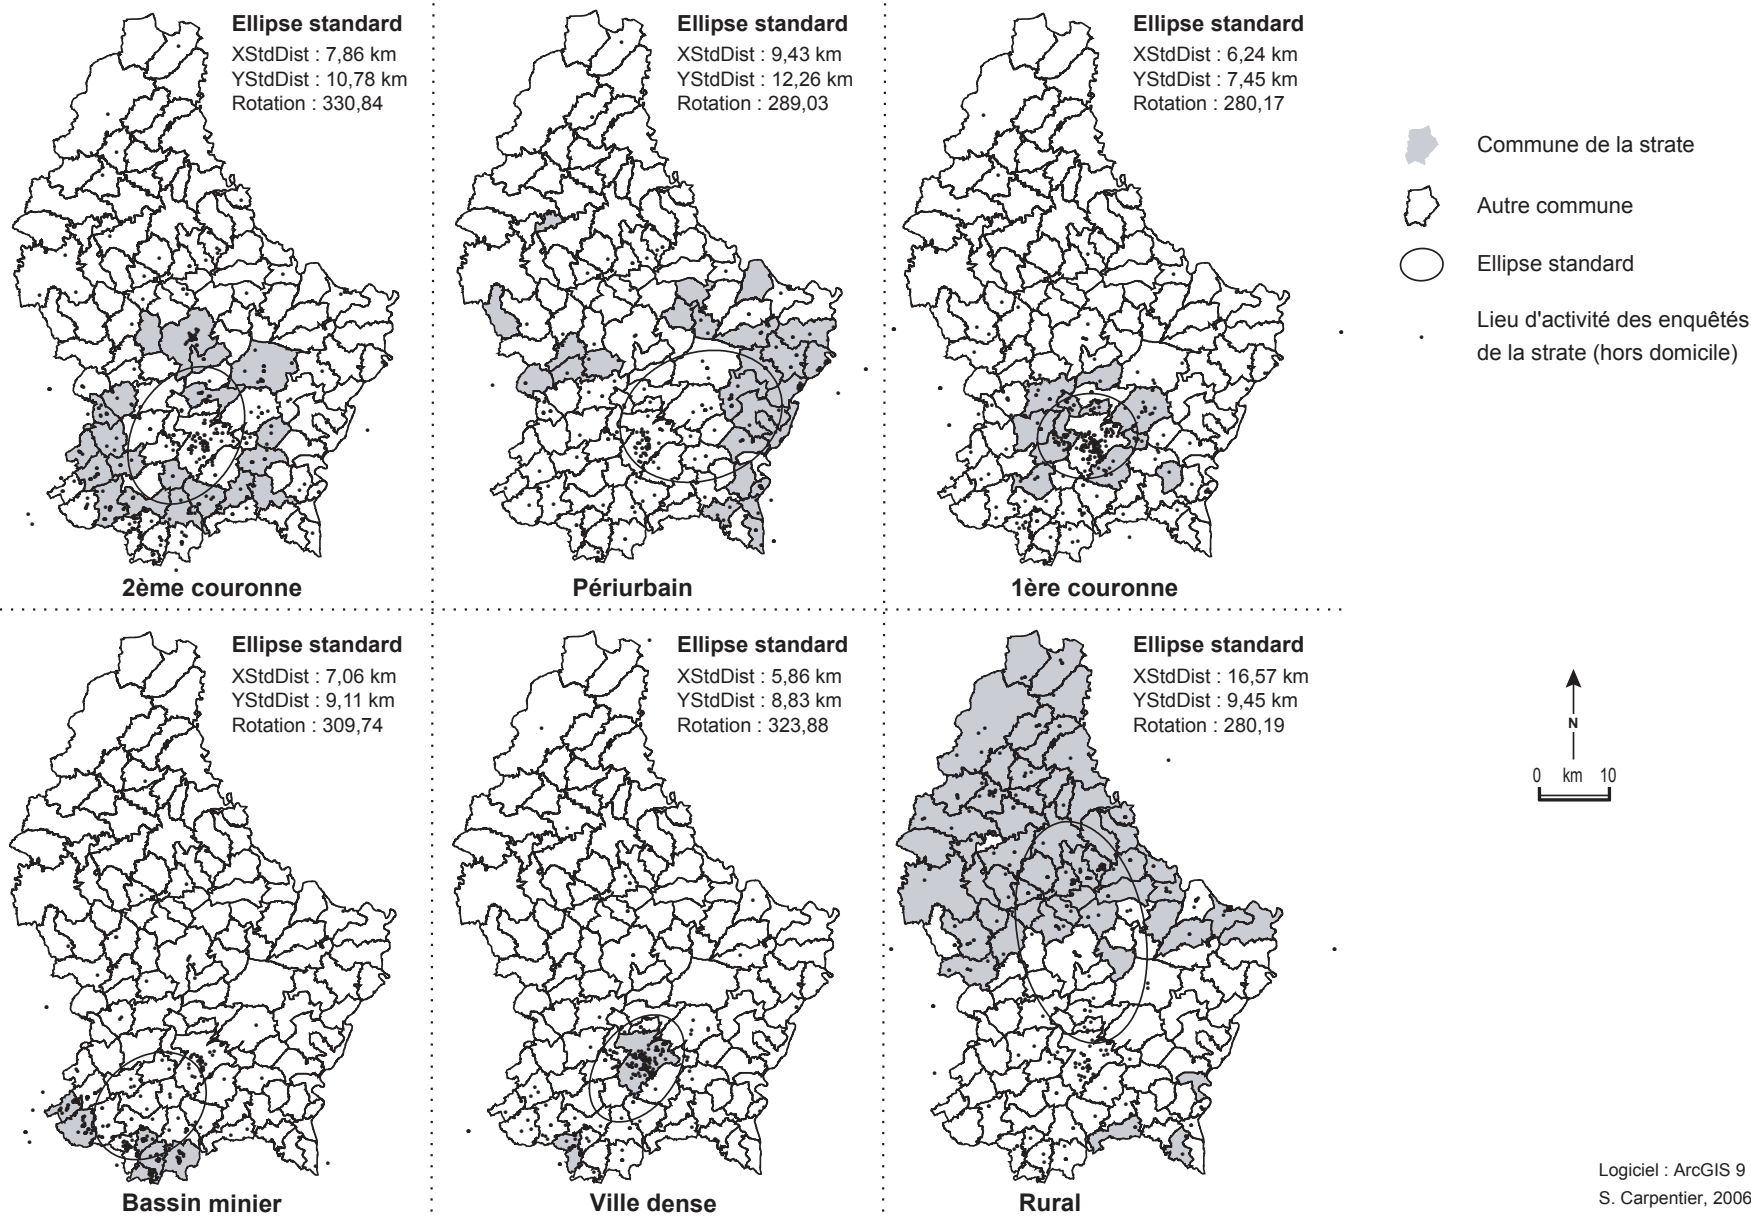 Ellipse standard
XStdDist : 7,86 km
YStdDist : 10,78 km
Rotation : 330,84
2ème couronne
Ellipse standard
XStdDist : 9,43 km
YStdDist : 12,26 km
Rotation : 289,03
Périurbain
Ellipse standard
XStdDist : 6,24 km
YStdDist : 7,45 km
Rotation : 280,17
1ère couronne
Commune de la strate
Autre commune
Ellipse standard
Lieu d'activité des enquêtés
de la strate (hors domicile)
Ellipse standard
XStdDist : 7,06 km
YStdDist : 9,11 km
Rotation : 309,74
Bassin minier
Ellipse standard
XStdDist : 5,86 km
YStdDist : 8,83 km
Rotation : 323,88
Ville dense
Ellipse standard
XStdDist : 16,57 km
YStdDist : 9,45 km
Rotation : 280,19
Rural
N
0 km 10
Logiciel : ArcGIS 9
S. Carpentier, 2006